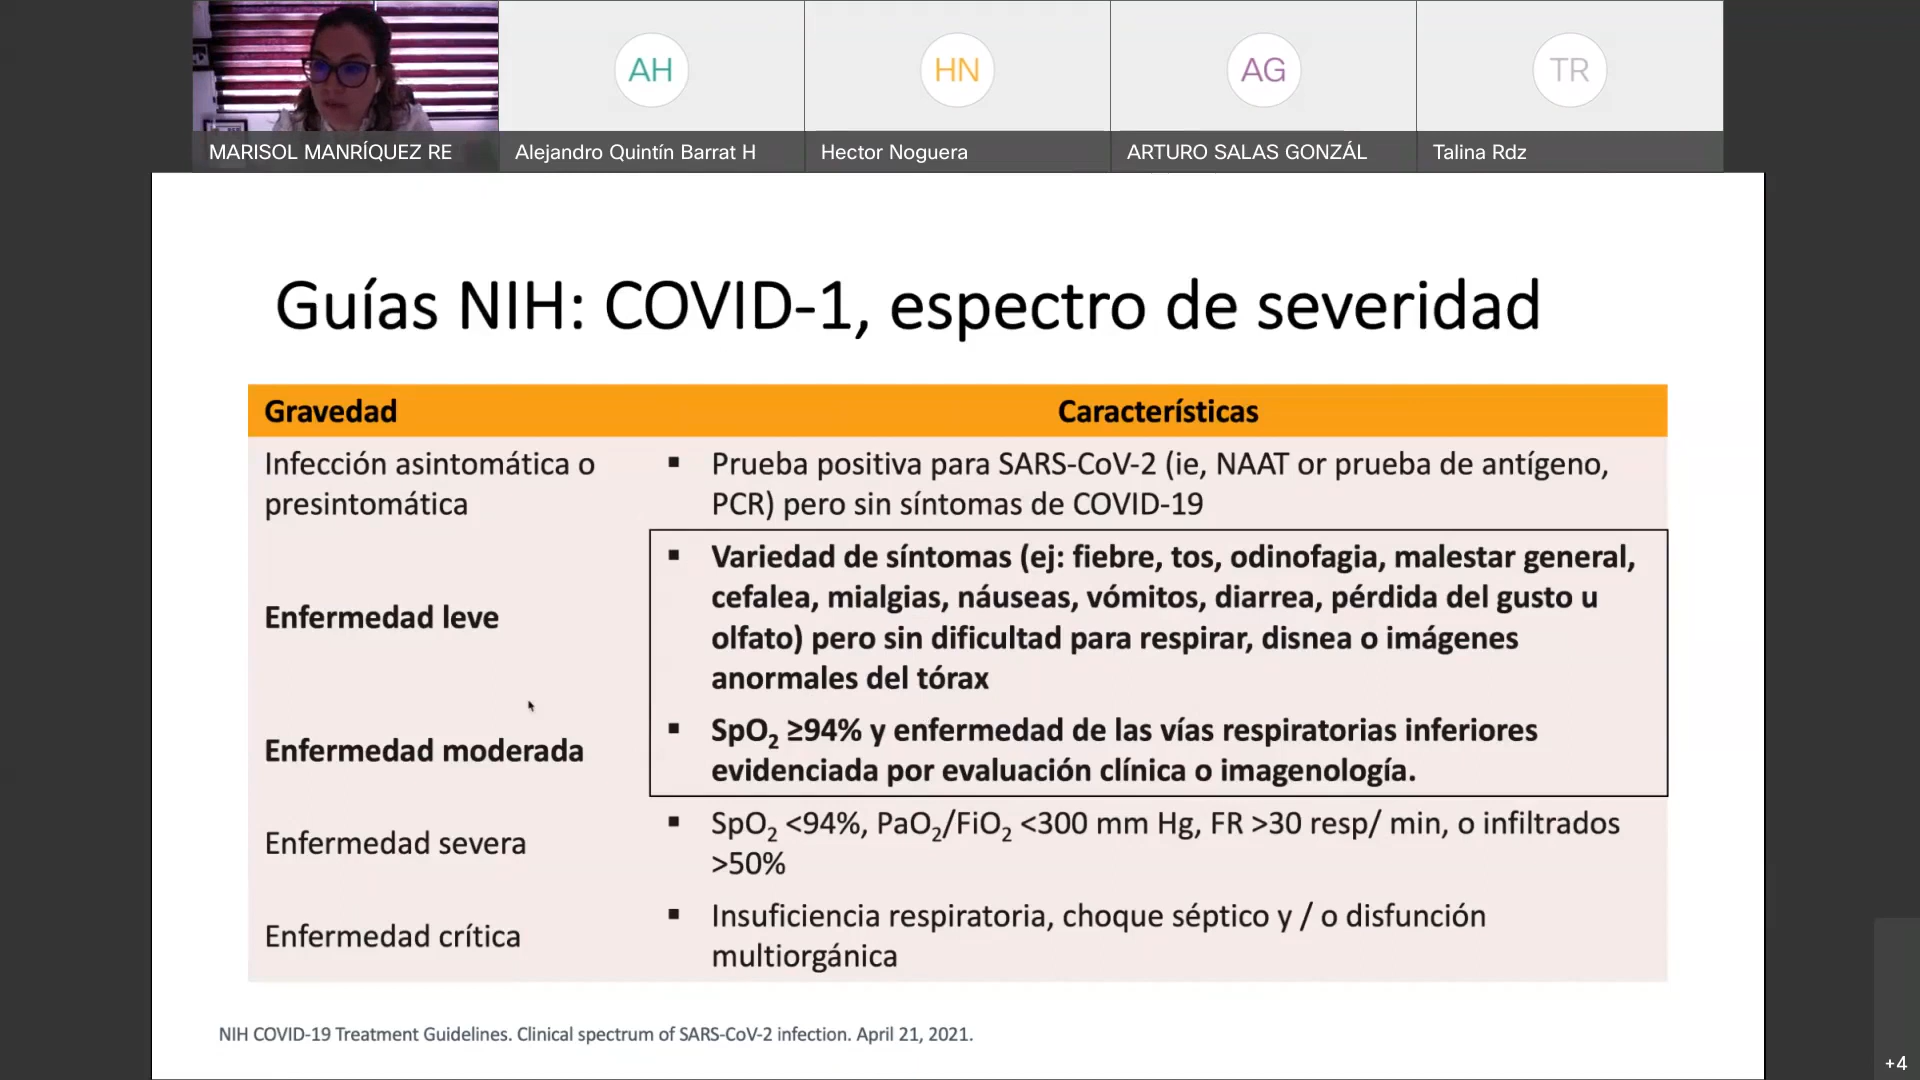 AH
HN
AG
TR
MARISOL MANRÍQUEZ RE
Alejandro Quintín Barrat H
Hector Noguera
ARTURO SALAS GONZÁL
Talina Rdz
Guías NIH: COVID-1, espectro de severidad
Gravedad
Características
Infección asintomática o
presintomática
▪ Prueba positiva para SARS-CoV-2 (ie, NAAT or prueba de antígeno,
PCR) pero sin síntomas de COVID-19
Enfermedad leve
▪ Variedad de síntomas (ej: fiebre, tos, odinofagia, malestar general,
cefalea, mialgias, náuseas, vómitos, diarrea, pérdida del gusto u
olfato) pero sin dificultad para respirar, disnea o imágenes
anormales del tórax
Enfermedad moderada
▪ SpO₂ ≥94% y enfermedad de las vías respiratorias inferiores
evidenciada por evaluación clínica o imagenología.
Enfermedad severa
▪ SpO₂ <94%, PaO₂/FiO₂ <300 mm Hg, FR >30 resp/ min, o infiltrados
>50%
Enfermedad crítica
▪ Insuficiencia respiratoria, choque séptico y / o disfunción
multiorgánica
NIH COVID-19 Treatment Guidelines. Clinical spectrum of SARS-CoV-2 infection. April 21, 2021.
+4